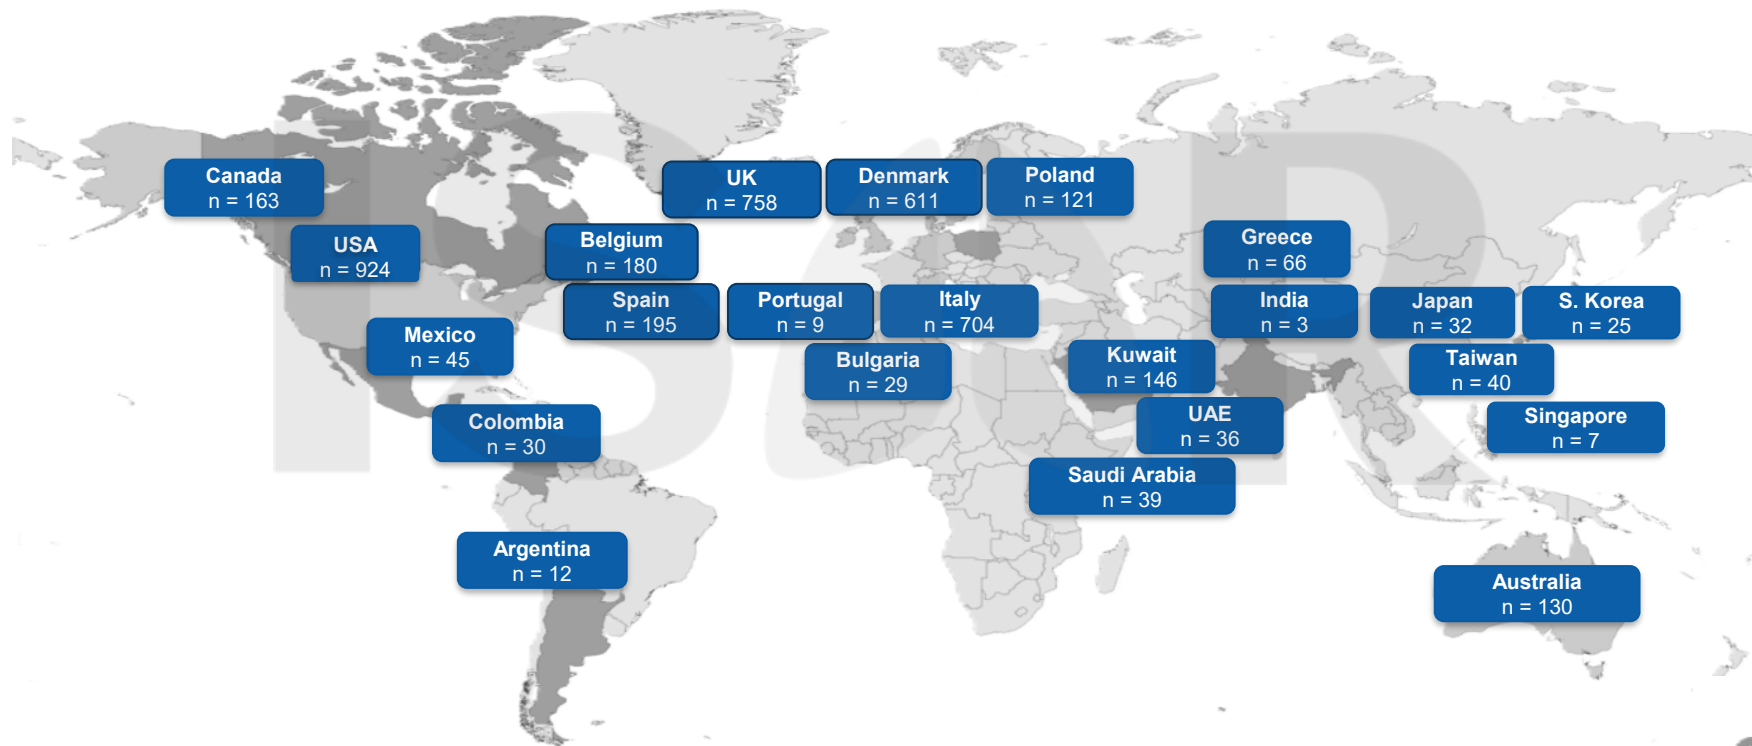 Canada
n = 163
UK
n = 758
Denmark
n = 611
Poland
n = 121
USA
n = 924
Belgium
n = 180
Greece
n = 66
Spain
n = 195
Portugal
n = 9
Italy
n = 704
India
n = 3
Japan
n = 32
S. Korea
n = 25
Mexico
n = 45
Bulgaria
n = 29
Kuwait
n = 146
Taiwan
n = 40
Colombia
n = 30
UAE
n = 36
Singapore
n = 7
Saudi Arabia
n = 39
Argentina
n = 12
Australia
n = 130
ISAR